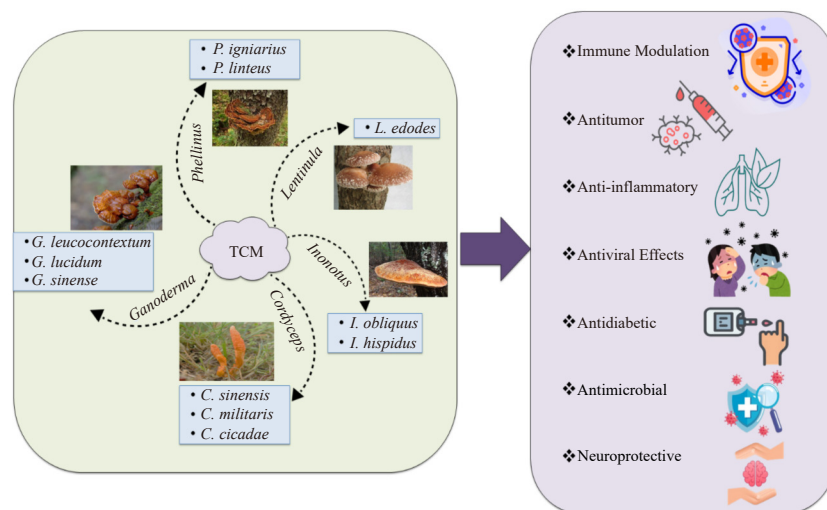 • P. igniarius
• P. linteus
Phellinus
• L. edodes
Lentinula
• G. leucocontextum
• G. lucidum
• G. sinense
Ganoderma
TCM
Inonotus
• I. obliquus
• I. hispidus
Cordyceps
• C. sinensis
• C. militaris
• C. cicadae
❖Immune Modulation
❖Antitumor
❖Anti-inflammatory
❖Antiviral Effects
❖Antidiabetic
❖Antimicrobial
❖Neuroprotective